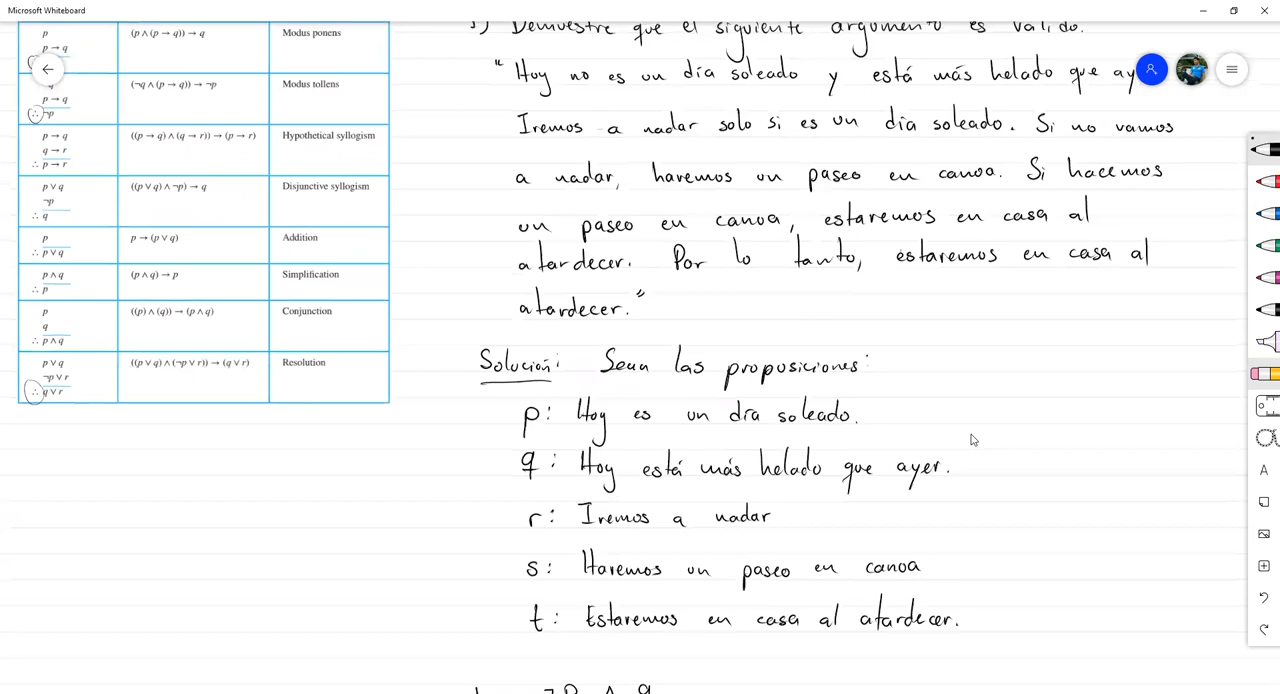 Microsoft Whiteboard
p (p ∧ (p → q)) → q Modus ponens
p → q
q (¬q ∧ (p → q)) → ¬p Modus tollens
p → q
∴ ¬p
p → q ((p → q) ∧ (q → r)) → (p → r) Hypothetical syllogism
q → r
∴ p → r
p ∨ q ((p ∨ q) ∧ ¬p) → q Disjunctive syllogism
¬p
∴ q
p p → (p ∨ q) Addition
∴ p ∨ q
p ∧ q (p ∧ q) → p Simplification
∴ p
p ((p) ∧ (q)) → (p ∧ q) Conjunction
q
∴ p ∧ q
p ∨ q ((p ∨ q) ∧ (¬p ∨ r)) → (q ∨ r) Resolution
¬p ∨ r
∴ q ∨ r
Demuestre que el siguiente argumento es valido.
"Hoy no es un día soleado y está más helado que ay
Iremos a nadar solo si es un día soleado. Si no vamos
a nadar, haremos un paseo en canoa. Si hacemos
un paseo en canoa, estaremos en casa al
atardecer. Por lo tanto, estaremos en casa al
atardecer."
Solución: Sean las proposiciones:
p: Hoy es un día soleado.
q: Hoy está más helado que ayer.
r: Iremos a nadar
s: Haremos un paseo en canoa
t: Estaremos en casa al atardecer.
¬p ∧ q
A